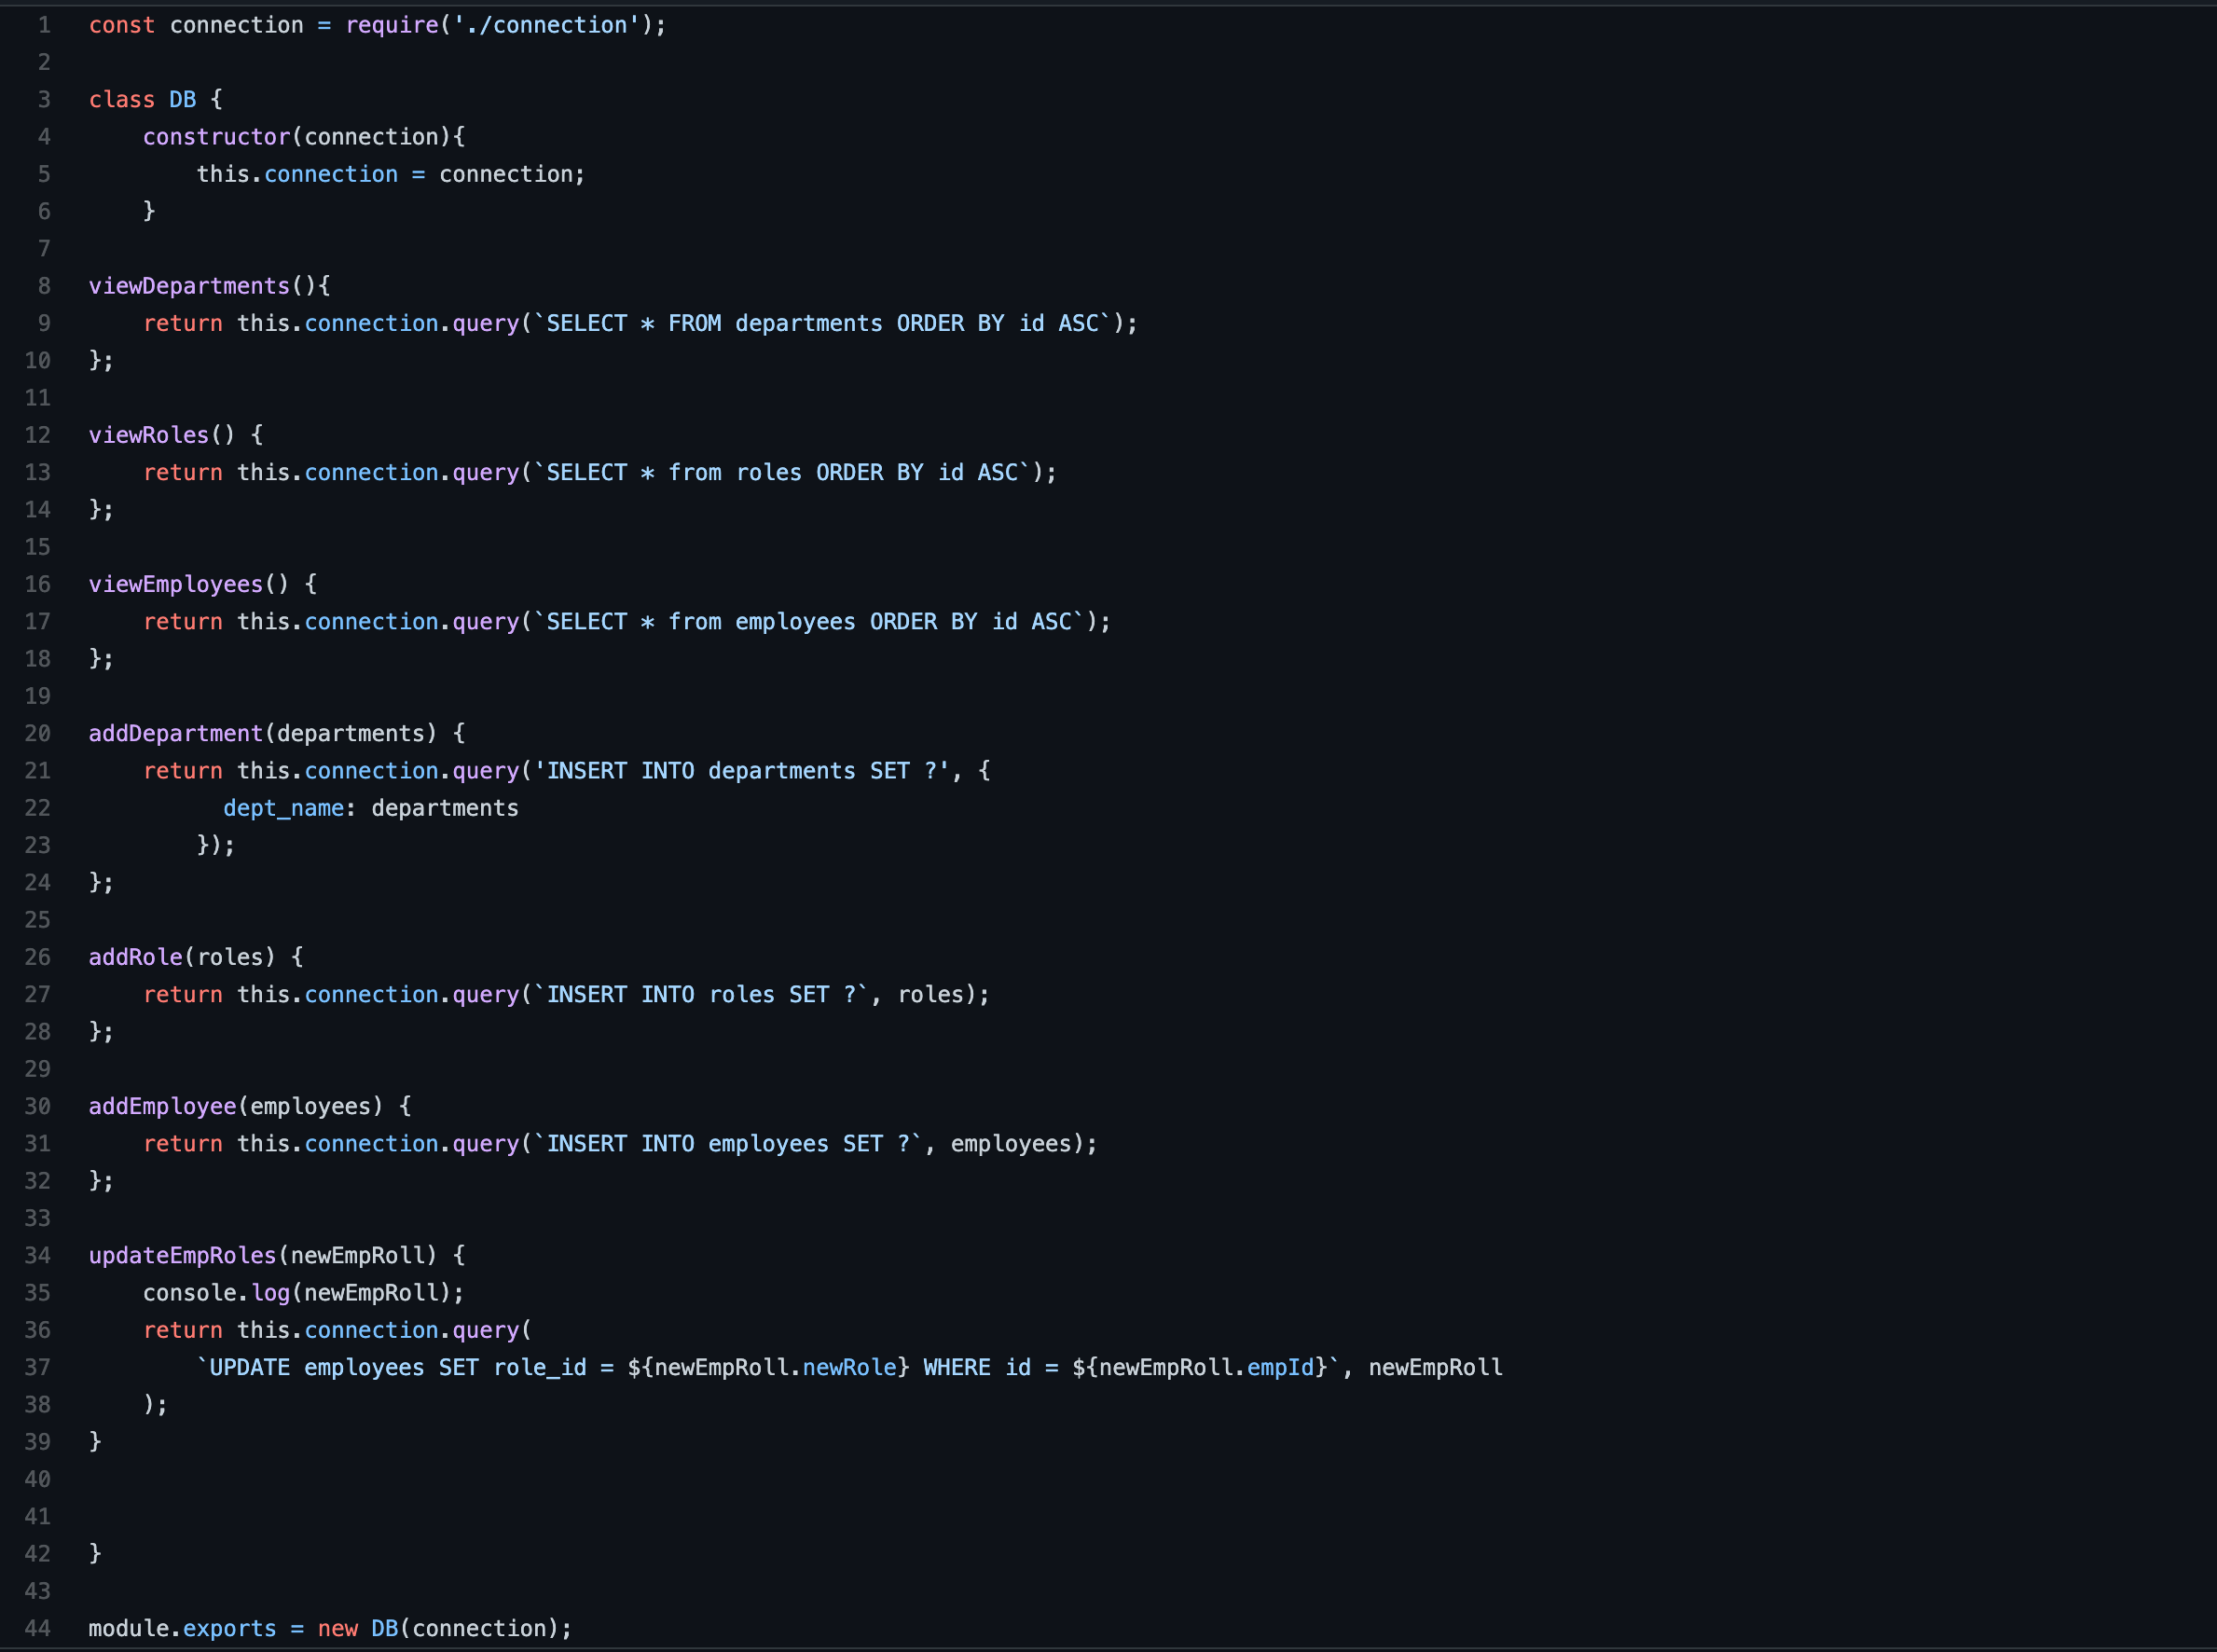 1 const connection = require('./connection');
2
3 class DB {
4     constructor(connection){
5         this.connection = connection;
6     }
7
8 viewDepartments(){
9     return this.connection.query(`SELECT * FROM departments ORDER BY id ASC`);
10 };
11
12 viewRoles() {
13     return this.connection.query(`SELECT * from roles ORDER BY id ASC`);
14 };
15
16 viewEmployees() {
17     return this.connection.query(`SELECT * from employees ORDER BY id ASC`);
18 };
19
20 addDepartment(departments) {
21     return this.connection.query('INSERT INTO departments SET ?', {
22           dept_name: departments
23         });
24 };
25
26 addRole(roles) {
27     return this.connection.query(`INSERT INTO roles SET ?`, roles);
28 };
29
30 addEmployee(employees) {
31     return this.connection.query(`INSERT INTO employees SET ?`, employees);
32 };
33
34 updateEmpRoles(newEmpRoll) {
35     console.log(newEmpRoll);
36     return this.connection.query(
37         `UPDATE employees SET role_id = ${newEmpRoll.newRole} WHERE id = ${newEmpRoll.empId}`, newEmpRoll
38     );
39 }
40
41
42 }
43
44 module.exports = new DB(connection);